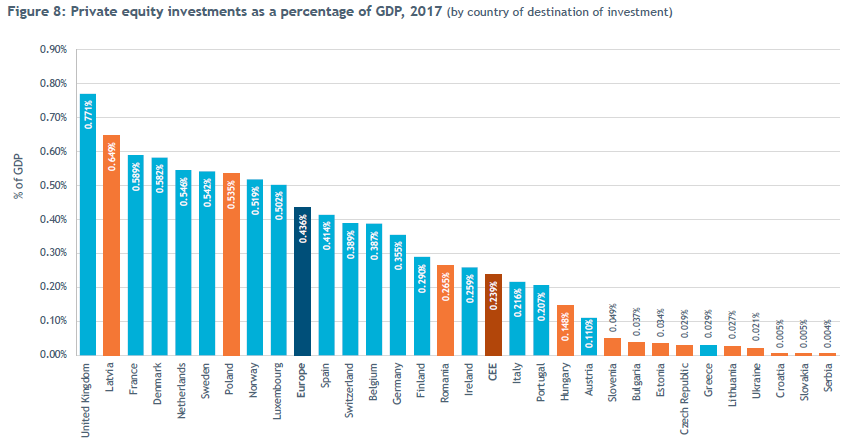 Figure 8: Private equity investments as a percentage of GDP, 2017 (by country of destination of investment)
0.90%
0.80%
0.70%
0.60%
0.50%
0.40%
0.30%
0.20%
0.10%
0.00%
% of GDP
0.771%
0.649%
0.589%
0.582%
0.546%
0.542%
0.535%
0.519%
0.502%
0.436%
0.414%
0.389%
0.387%
0.355%
0.290%
0.265%
0.259%
0.239%
0.216%
0.207%
0.148%
0.110%
0.049%
0.037%
0.034%
0.029%
0.029%
0.027%
0.021%
0.005%
0.005%
0.004%
United Kingdom
Latvia
France
Denmark
Netherlands
Sweden
Poland
Norway
Luxembourg
Europe
Spain
Switzerland
Belgium
Germany
Finland
Romania
Ireland
CEE
Italy
Portugal
Hungary
Austria
Slovenia
Bulgaria
Estonia
Czech Republic
Greece
Lithuania
Ukraine
Croatia
Slovakia
Serbia